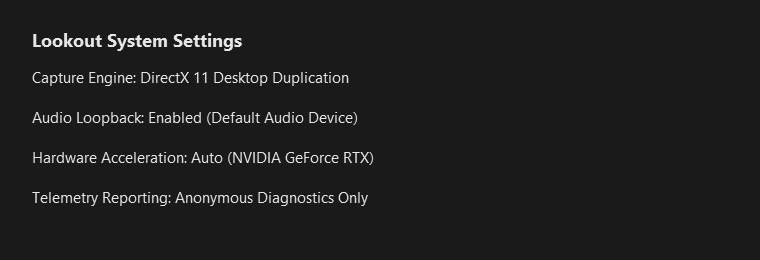 Lookout System Settings
Capture Engine: DirectX 11 Desktop Duplication
Audio Loopback: Enabled (Default Audio Device)
Hardware Acceleration: Auto (NVIDIA GeForce RTX)
Telemetry Reporting: Anonymous Diagnostics Only